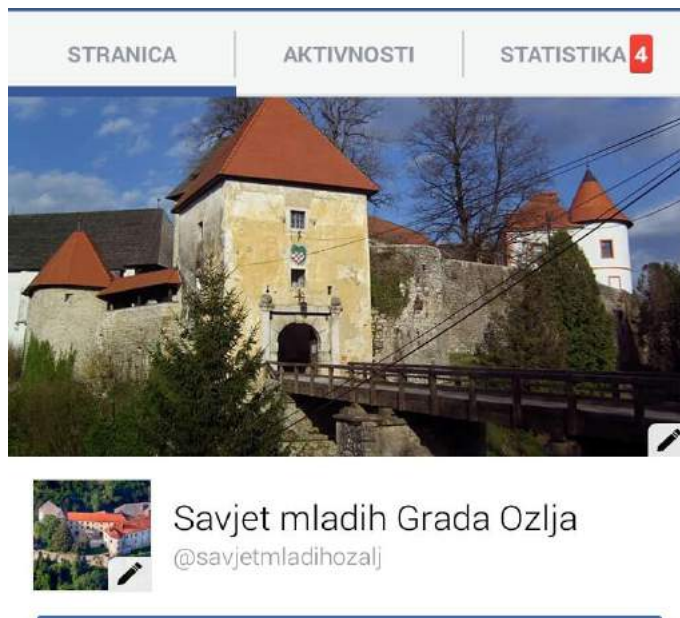 STRANICA
AKTIVNOSTI
STATISTIKA 4
Savjet mladih Grada Ozlja
@savjetmladihozalj